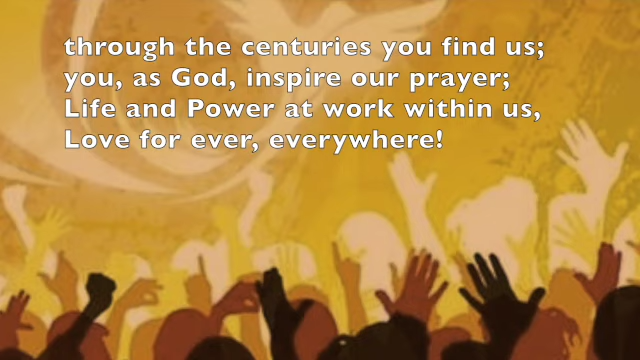 through the centuries you find us;
you, as God, inspire our prayer;
Life and Power at work within us,
Love for ever, everywhere!